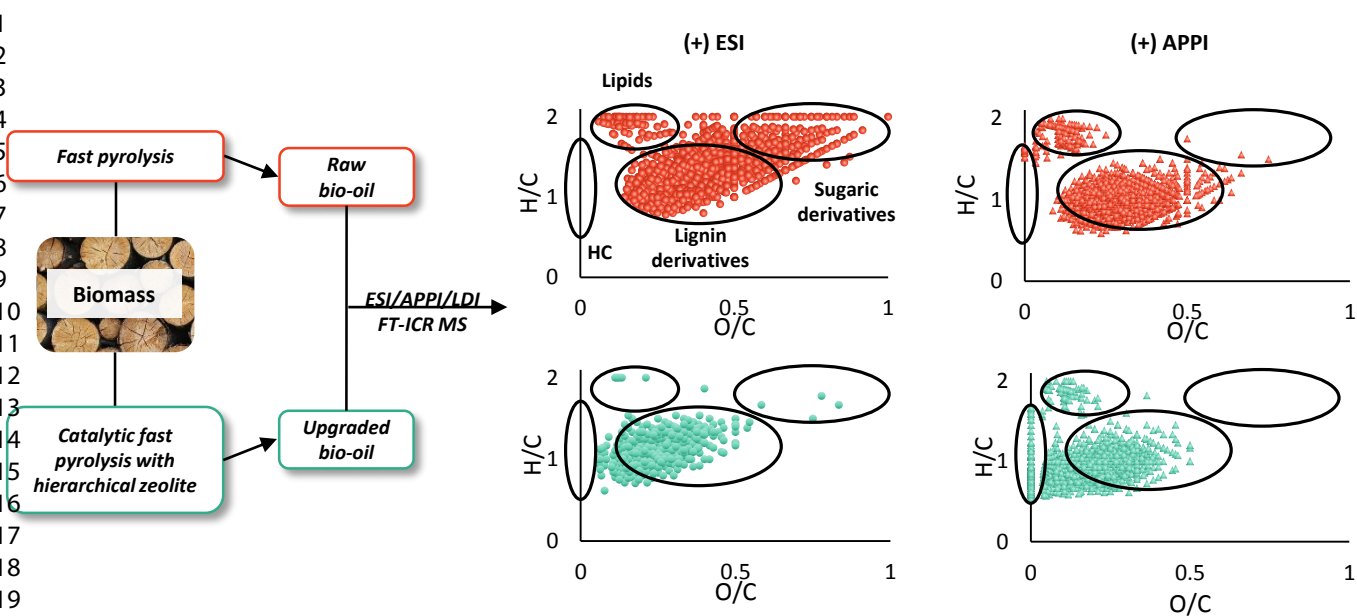 1
2
3
4
5
6
7
8
9
10
11
12
13
14
15
16
17
18
19
Fast pyrolysis
Raw
bio-oil
Biomass
ESI/APPI/LDI
FT-ICR MS
Catalytic fast
pyrolysis with
hierarchical zeolite
Upgraded
bio-oil
(+) ESI
Lipids
2
H/C
1
Sugaric
derivatives
Lignin
derivatives
HC
0
0
0.5
1
O/C
(+) APPI
2
H/C
1
0
0
0.5
1
O/C
2
H/C
1
0
0
0.5
1
O/C
2
H/C
1
0
0
0.5
1
O/C